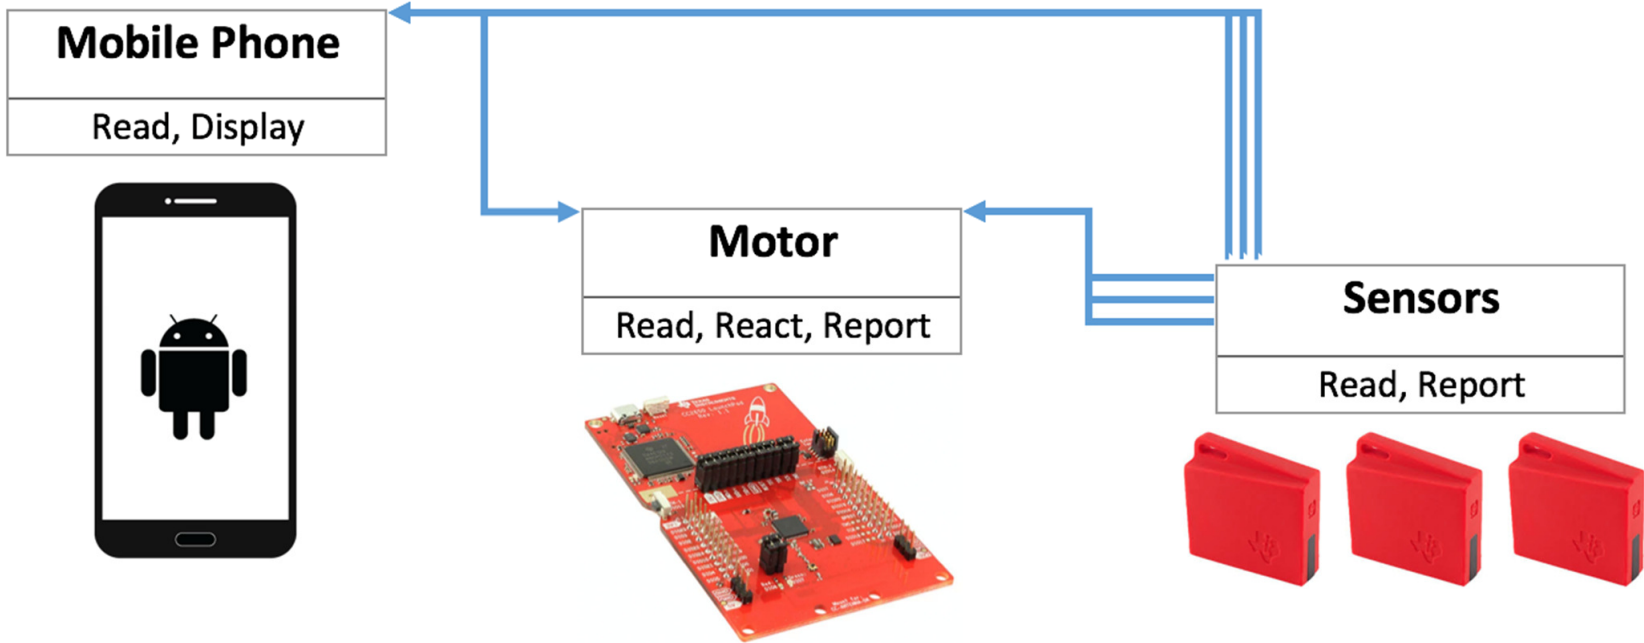 Mobile Phone
Read, Display
Motor
Read, React, Report
Sensors
Read, Report